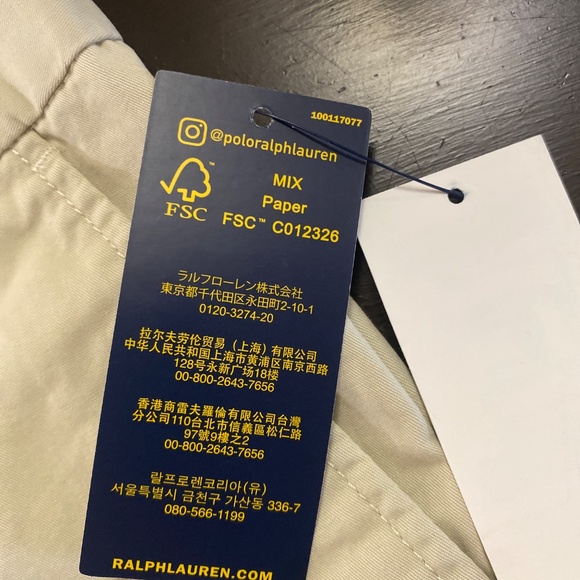 100117077
@poloralphlauren
MIX
Paper
FSC™ C012326
FSC
ラルフローレン株式会社
東京都千代田区永田町2-10-1
0120-3274-20
拉尔夫劳伦贸易（上海）有限公司
中华人民共和国上海市黄浦区南京西路
128号永新广场18楼
00-800-2643-7656
香港商雷夫羅倫有限公司台灣
分公司110台北市信義區松仁路
97號9樓之2
00-800-2643-7656
랄프로렌코리아(유)
서울특별시 금천구 가산동 336-7
080-566-1199
RALPHLAUREN.COM